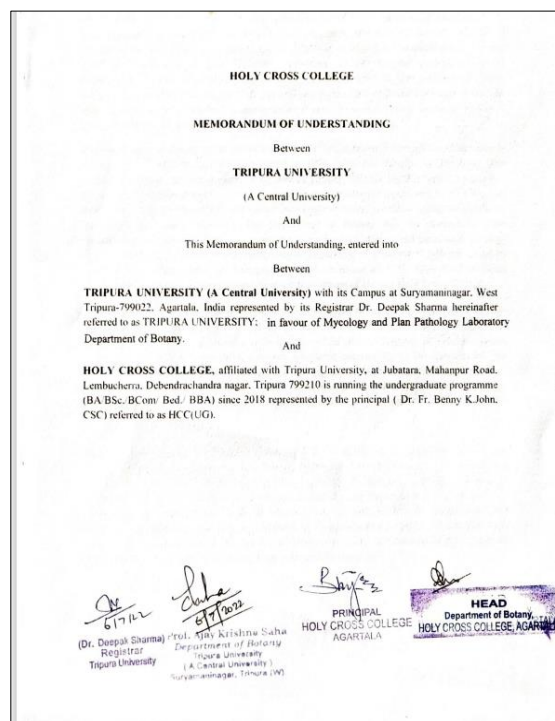 HOLY CROSS COLLEGE
MEMORANDUM OF UNDERSTANDING
Between
TRIPURA UNIVERSITY
(A Central University)
And
This Memorandum of Understanding, entered into
Between
TRIPURA UNIVERSITY (A Central University) with its Campus at Suryamaninagar, West
Tripura-799022, Agartala, India represented by its Registrar Dr. Deepak Sharma hereinafter
referred to as TRIPURA UNIVERSITY; in favour of Mycology and Plan Pathology Laboratory
Department of Botany.
And
HOLY CROSS COLLEGE, affiliated with Tripura University, at Jubatara, Mahanpur Road,
Lembucherra, Debendrachandra nagar, Tripura 799210 is running the undergraduate programme
(BA/BSc./BCom/ Bed./ BBA) since 2018 represented by the principal ( Dr. Fr. Benny K.John,
CSC) referred to as HCC(UG).
6/7/22
Saha
6/7/2022
(Dr. Deepak Sharma)
Registrar
Tripura University
Prof. Ajay Krishna Saha
Department of Botany
Tripura University
( A Central University )
Suryamaninagar, Tripura (W)
PRINCIPAL
HOLY CROSS COLLEGE
AGARTALA
HEAD
Department of Botany,
HOLY CROSS COLLEGE, AGARTALA